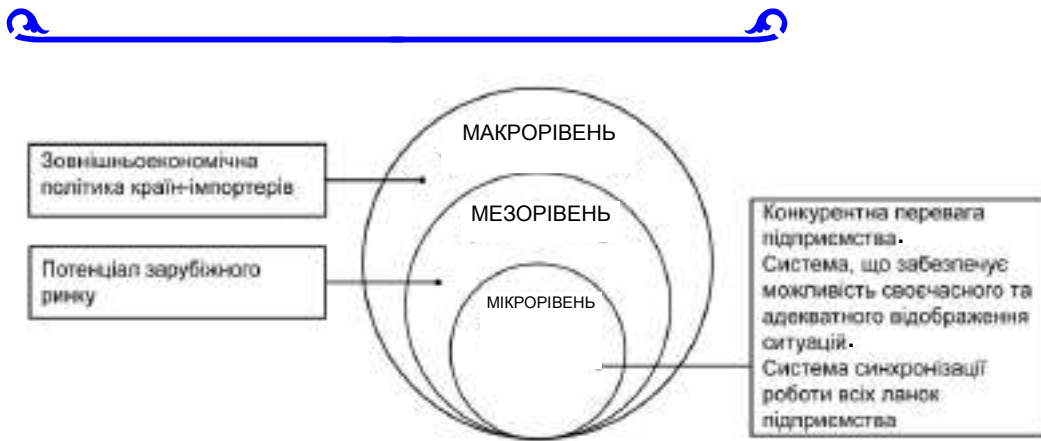 МАКРОРІВЕНЬ
Зовнішньоекономічна
політика країн-імпортерів
МЕЗОРІВЕНЬ
Потенціал зарубіжного
ринку
МІКРОРІВЕНЬ
Конкурентна перевага
підприємства.
Система, що забезпечує
можливість своєчасного та
адекватного відображення
ситуацій.
Система синхронізації
роботи всіх ланок
підприємства